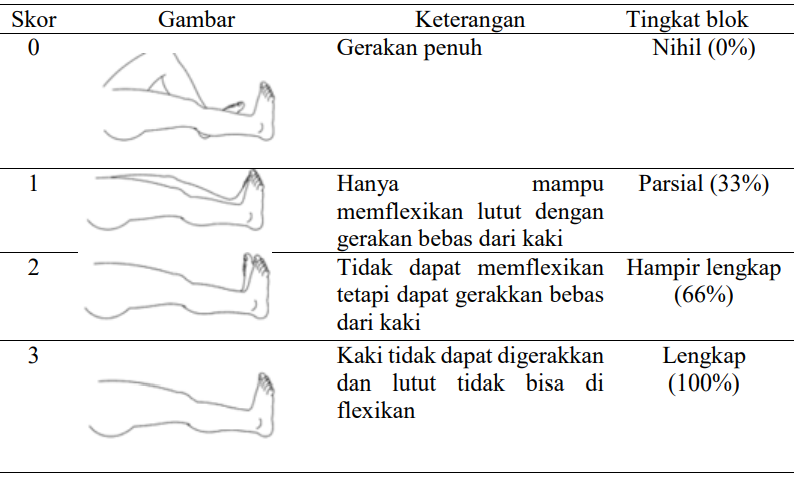 Skor Gambar Keterangan Tingkat blok
0 Gerakan penuh Nihil (0%)
1 Hanya mampu Parsial (33%)
memflexikan lutut dengan
gerakan bebas dari kaki
2 Tidak dapat memflexikan Hampir lengkap
tetapi dapat gerakkan bebas (66%)
dari kaki
3 Kaki tidak dapat digerakkan Lengkap
dan lutut tidak bisa di (100%)
flexikan